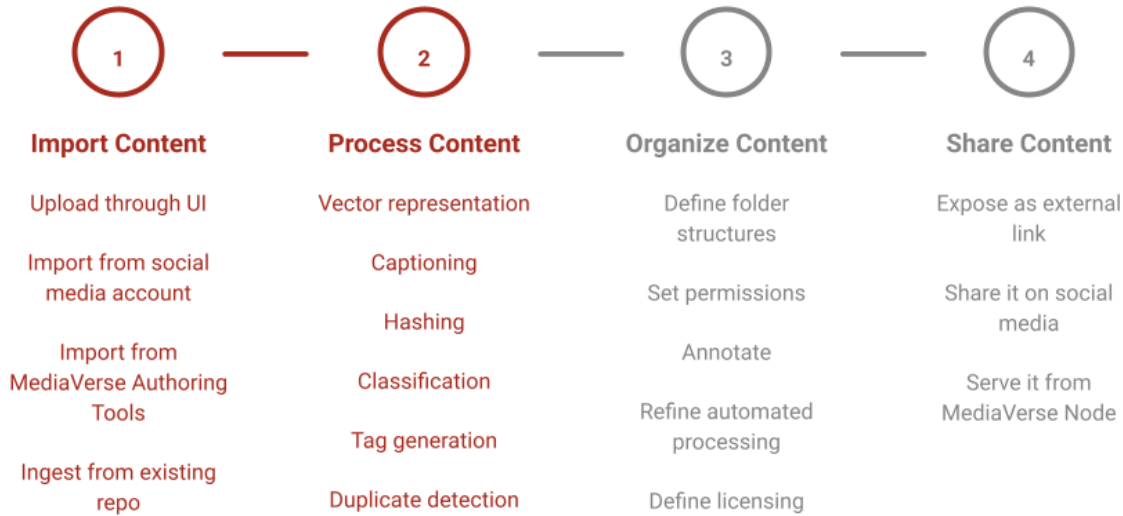 1
2
3
4
Import Content
Upload through UI
Import from social
media account
Import from
MediaVerse Authoring
Tools
Ingest from existing
repo
Process Content
Vector representation
Captioning
Hashing
Classification
Tag generation
Duplicate detection
Organize Content
Define folder
structures
Set permissions
Annotate
Refine automated
processing
Define licensing
Share Content
Expose as external
link
Share it on social
media
Serve it from
MediaVerse Node